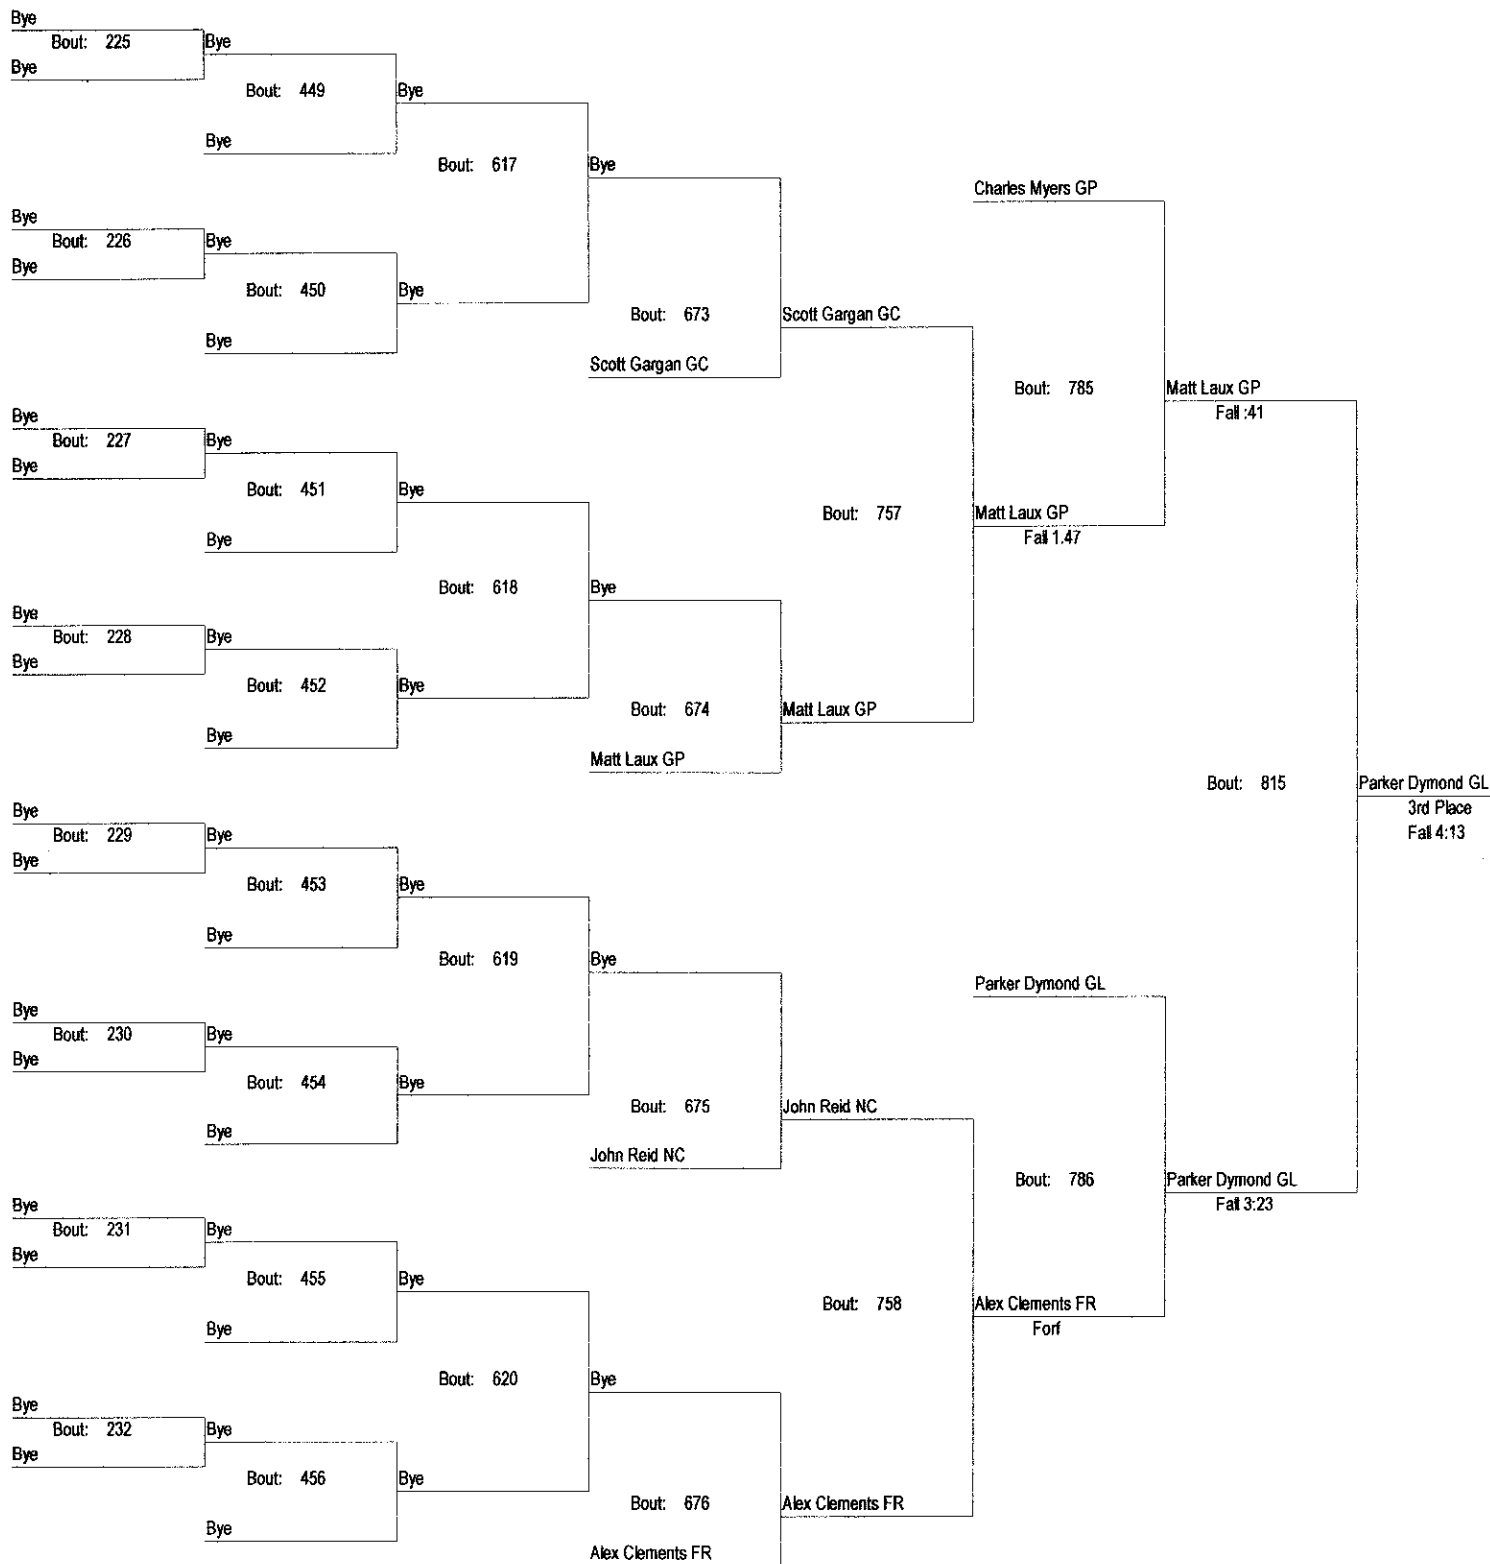 Bye
Bout: 225
Bye
Bye
Bout: 449
Bye
Bye
Bout: 617
Bye
Bye
Bout: 226
Bye
Bye
Bout: 450
Bye
Bye
Bout: 673
Scott Gargan GC
Scott Gargan GC
Charles Myers GP
Bout: 785
Matt Laux GP
Fall :41
Bye
Bout: 227
Bye
Bye
Bout: 451
Bye
Bye
Bout: 618
Bye
Bout: 757
Matt Laux GP
Fall 1.47
Bye
Bout: 228
Bye
Bye
Bout: 452
Bye
Bye
Bout: 674
Matt Laux GP
Matt Laux GP
Bout: 815
Parker Dymond GL
3rd Place
Fall 4:13
Bye
Bout: 229
Bye
Bye
Bout: 453
Bye
Bye
Bout: 619
Bye
Parker Dymond GL
Bye
Bout: 230
Bye
Bye
Bout: 454
Bye
Bye
Bout: 675
John Reid NC
John Reid NC
Bout: 786
Parker Dymond GL
Fall 3:23
Bye
Bout: 231
Bye
Bye
Bout: 455
Bye
Bye
Bout: 758
Alex Clements FR
Forf
Bout: 620
Bye
Bye
Bout: 232
Bye
Bye
Bout: 456
Bye
Bye
Bout: 676
Alex Clements FR
Alex Clements FR